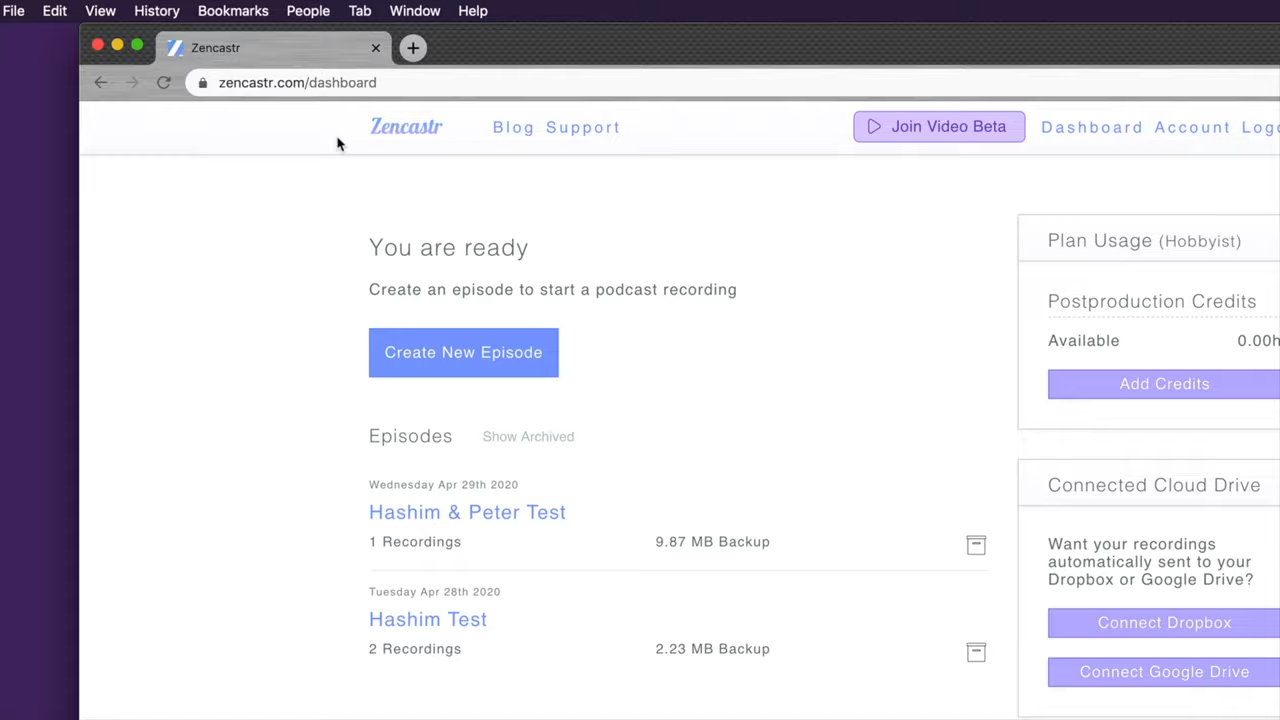 File Edit View History Bookmarks People Tab Window Help
Zencastr
zencastr.com/dashboard
Zencastr Blog Support Join Video Beta Dashboard Account Logo
You are ready
Create an episode to start a podcast recording
Create New Episode
Episodes Show Archived
Wednesday Apr 29th 2020
Hashim & Peter Test
1 Recordings 9.87 MB Backup
Tuesday Apr 28th 2020
Hashim Test
2 Recordings 2.23 MB Backup
Plan Usage (Hobbyist)
Postproduction Credits
Available 0.00h
Add Credits
Connected Cloud Drive
Want your recordings
automatically sent to your
Dropbox or Google Drive?
Connect Dropbox
Connect Google Drive